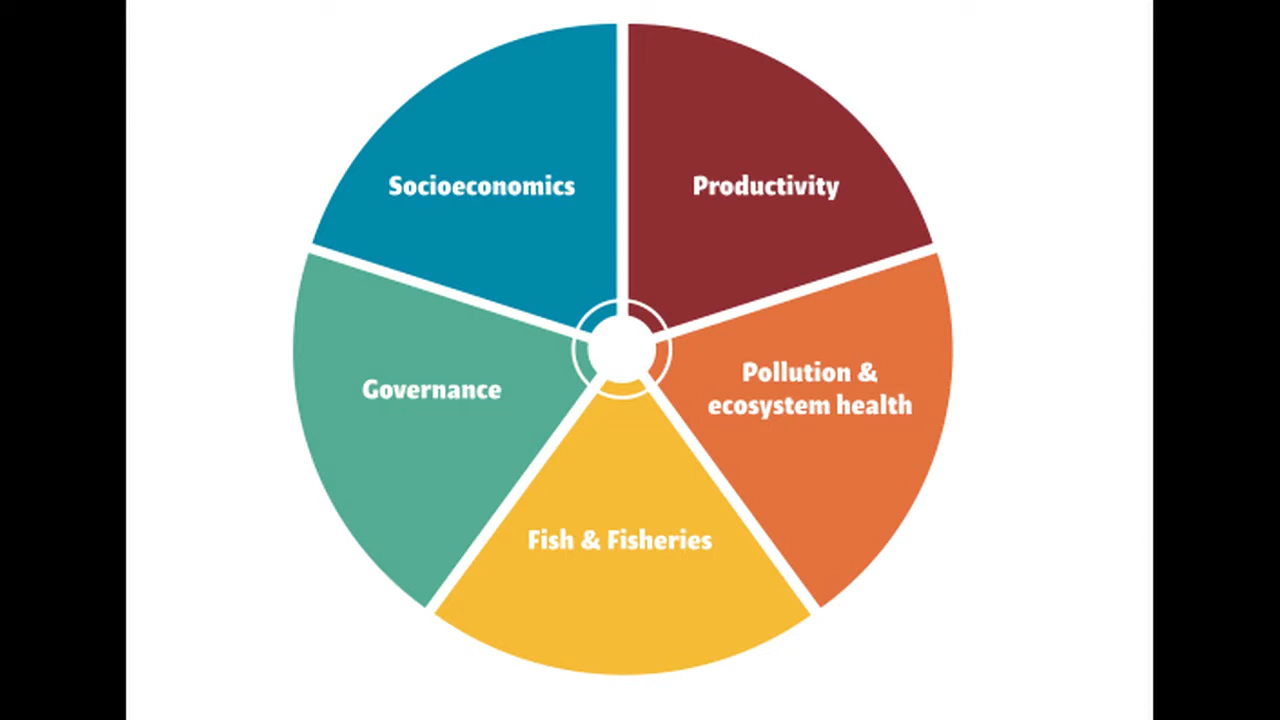 Socioeconomics
Productivity
Governance
Pollution &
ecosystem health
Fish & Fisheries